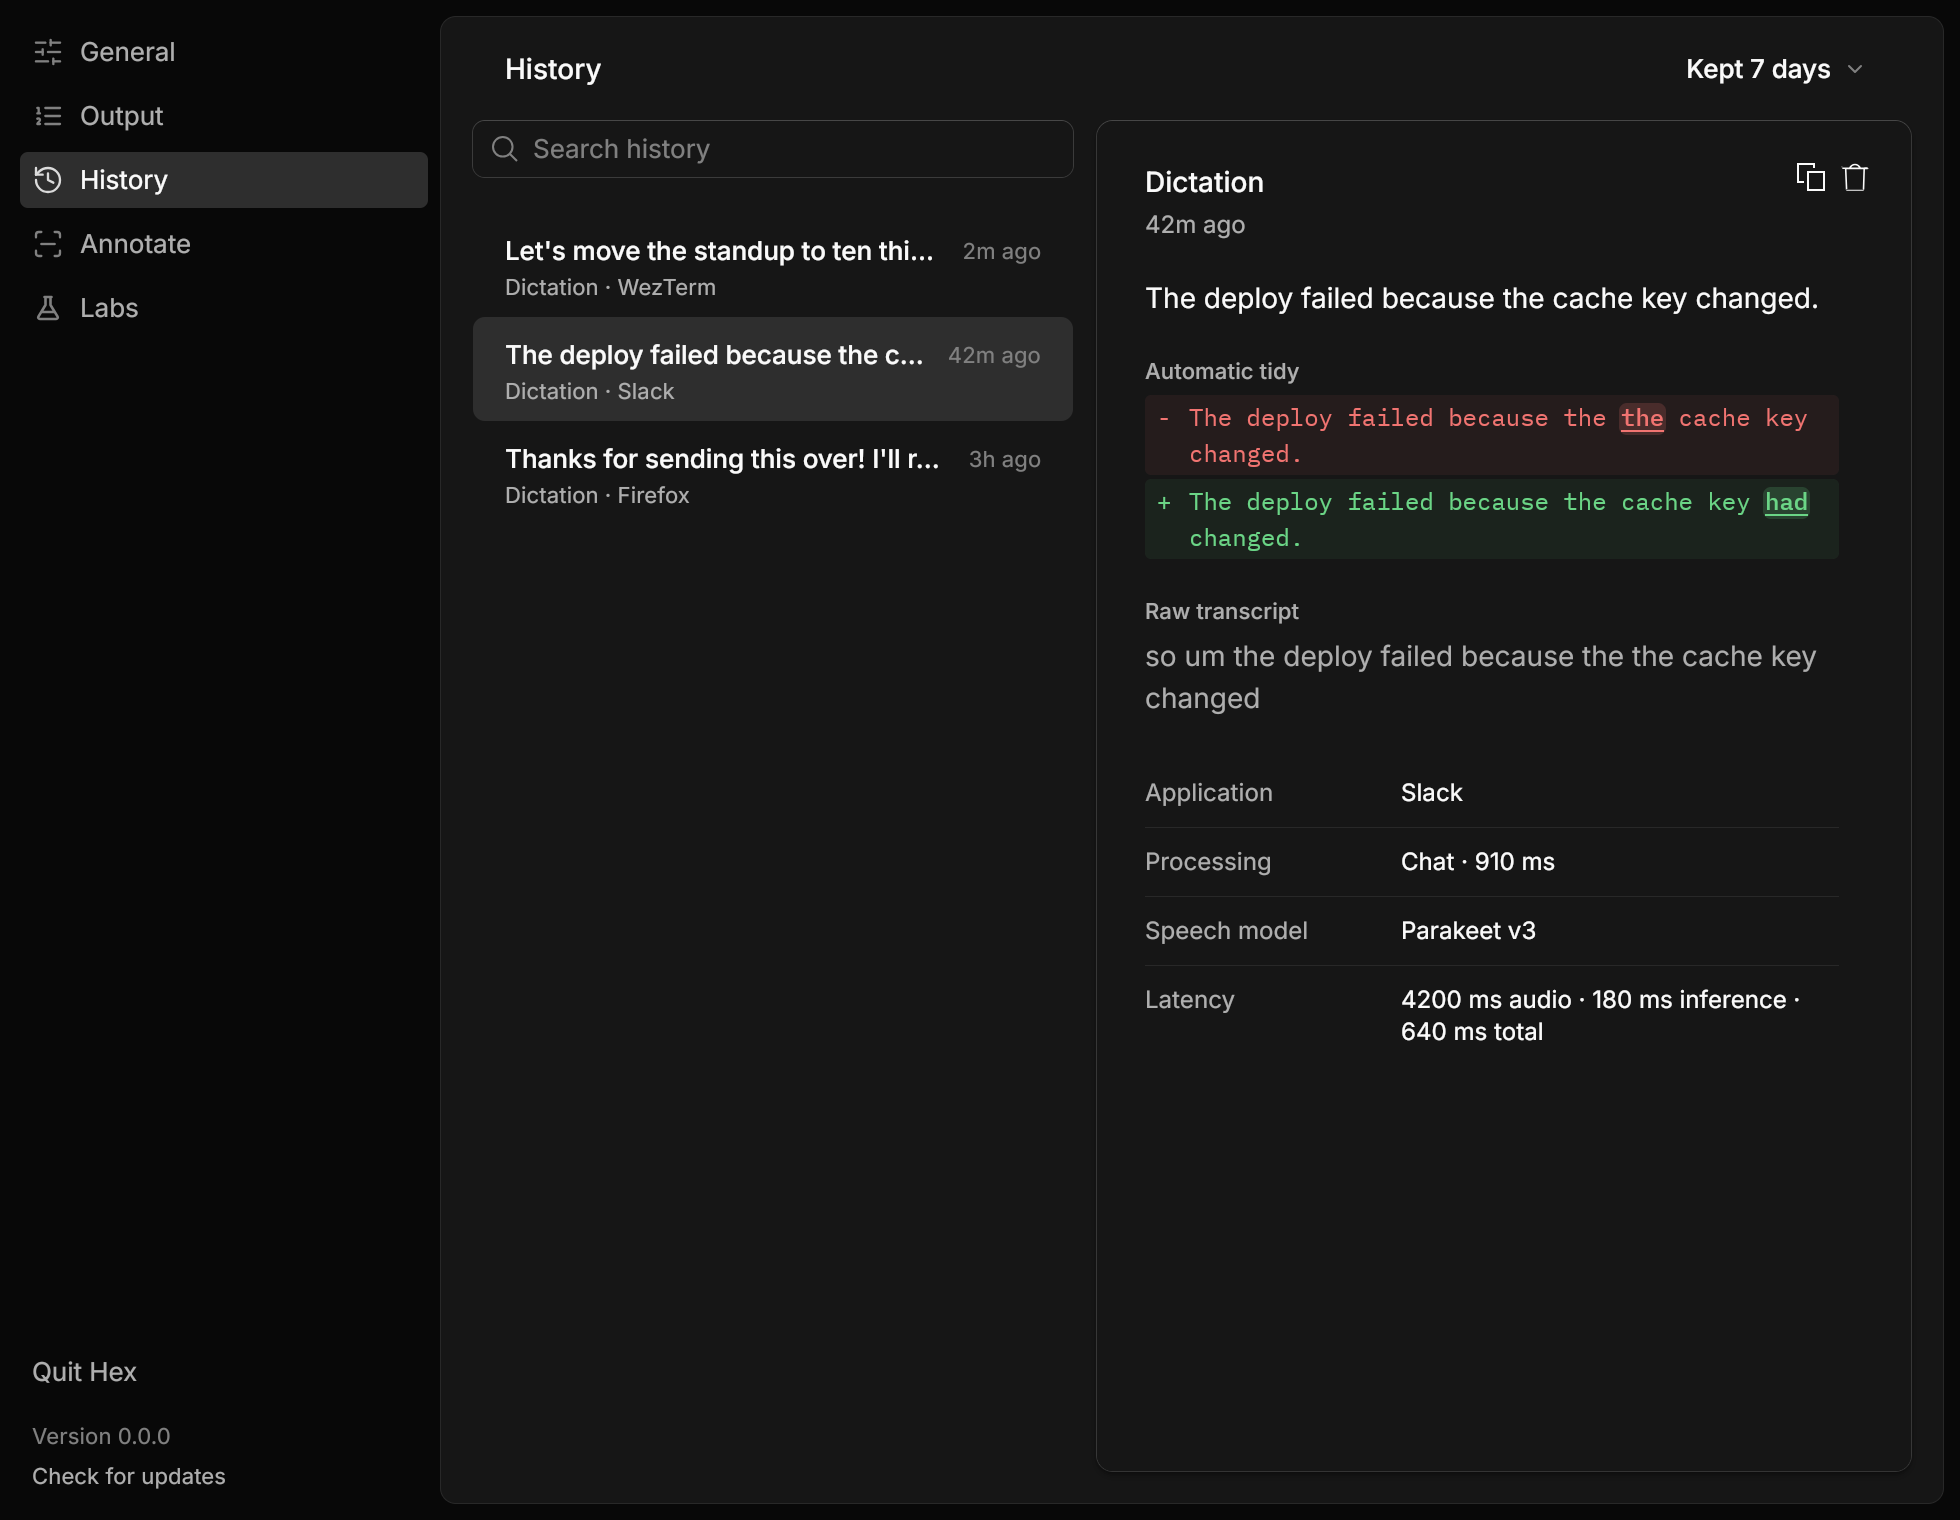 General
Output
History
Annotate
Labs
Quit Hex
Version 0.0.0
Check for updates
History
Kept 7 days
Search history
Let's move the standup to ten thi...
2m ago
Dictation · WezTerm
The deploy failed because the c...
42m ago
Dictation · Slack
Thanks for sending this over! I'll r...
3h ago
Dictation · Firefox
Dictation
42m ago
The deploy failed because the cache key changed.
Automatic tidy
- The deploy failed because the the cache key
changed.
+ The deploy failed because the cache key had
changed.
Raw transcript
so um the deploy failed because the the cache key
changed
Application
Slack
Processing
Chat · 910 ms
Speech model
Parakeet v3
Latency
4200 ms audio · 180 ms inference ·
640 ms total